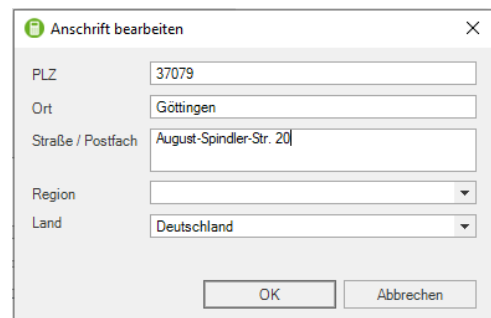 Anschrift bearbeiten
PLZ 37079
Ort Göttingen
Straße / Postfach August-Spindler-Str. 20
Region
Land Deutschland
OK Abbrechen